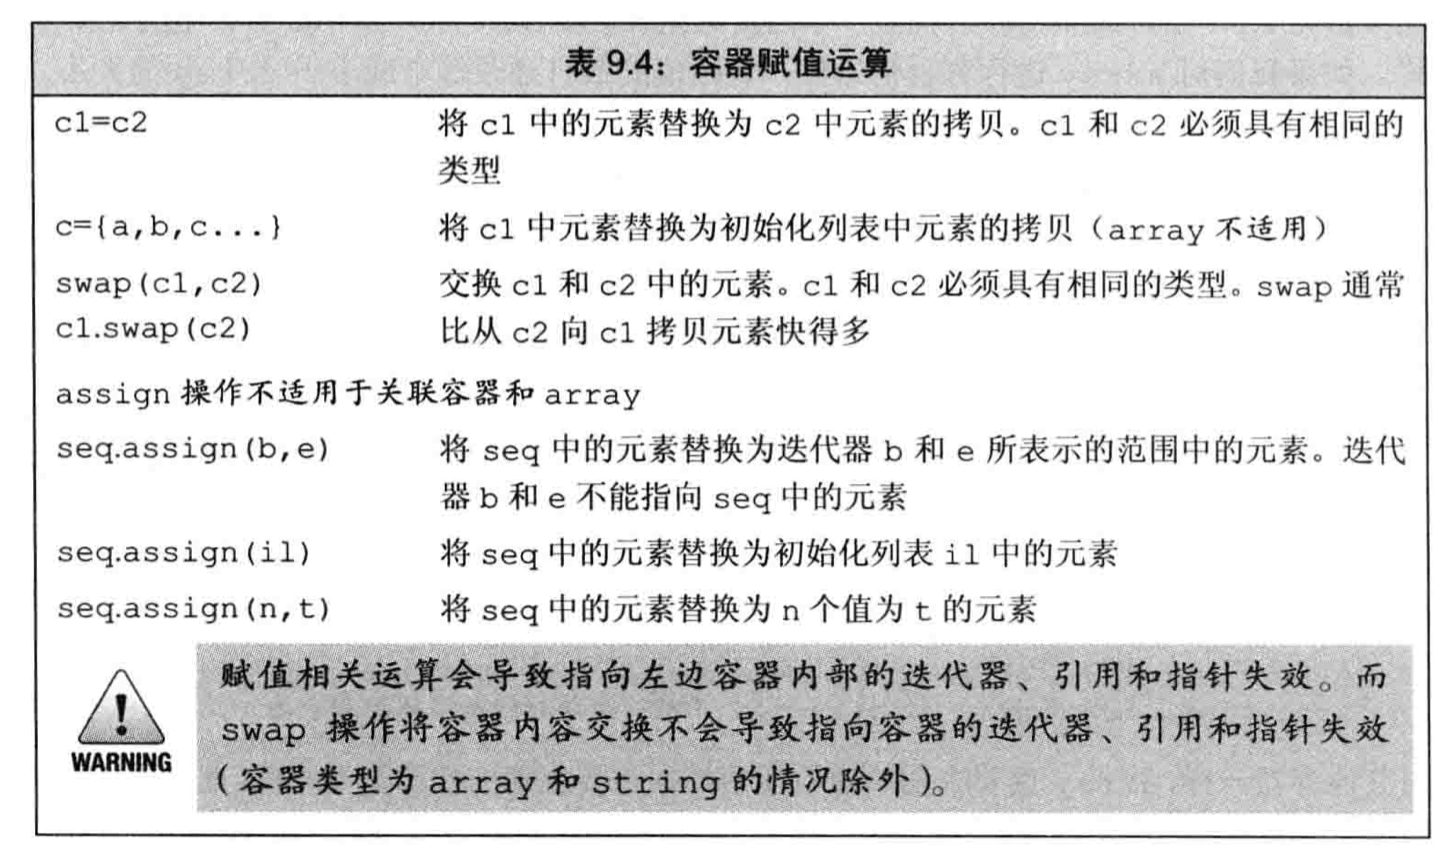 表 9.4：容器赋值运算
c1=c2 将 c1 中的元素替换为 c2 中元素的拷贝。c1 和 c2 必须具有相同的
类型
c={a,b,c...} 将 c1 中元素替换为初始化列表中元素的拷贝（array 不适用）
swap(c1,c2) 交换 c1 和 c2 中的元素。c1 和 c2 必须具有相同的类型。swap 通常
c1.swap(c2) 比从 c2 向 c1 拷贝元素快得多
assign 操作不适用于关联容器和 array
seq.assign(b,e) 将 seq 中的元素替换为迭代器 b 和 e 所表示的范围中的元素。迭代
器 b 和 e 不能指向 seq 中的元素
seq.assign(il) 将 seq 中的元素替换为初始化列表 il 中的元素
seq.assign(n,t) 将 seq 中的元素替换为 n 个值为 t 的元素
赋值相关运算会导致指向左边容器内部的迭代器、引用和指针失效。而
swap 操作将容器内容交换不会导致指向容器的迭代器、引用和指针失效
（容器类型为 array 和 string 的情况除外）。
WARNING